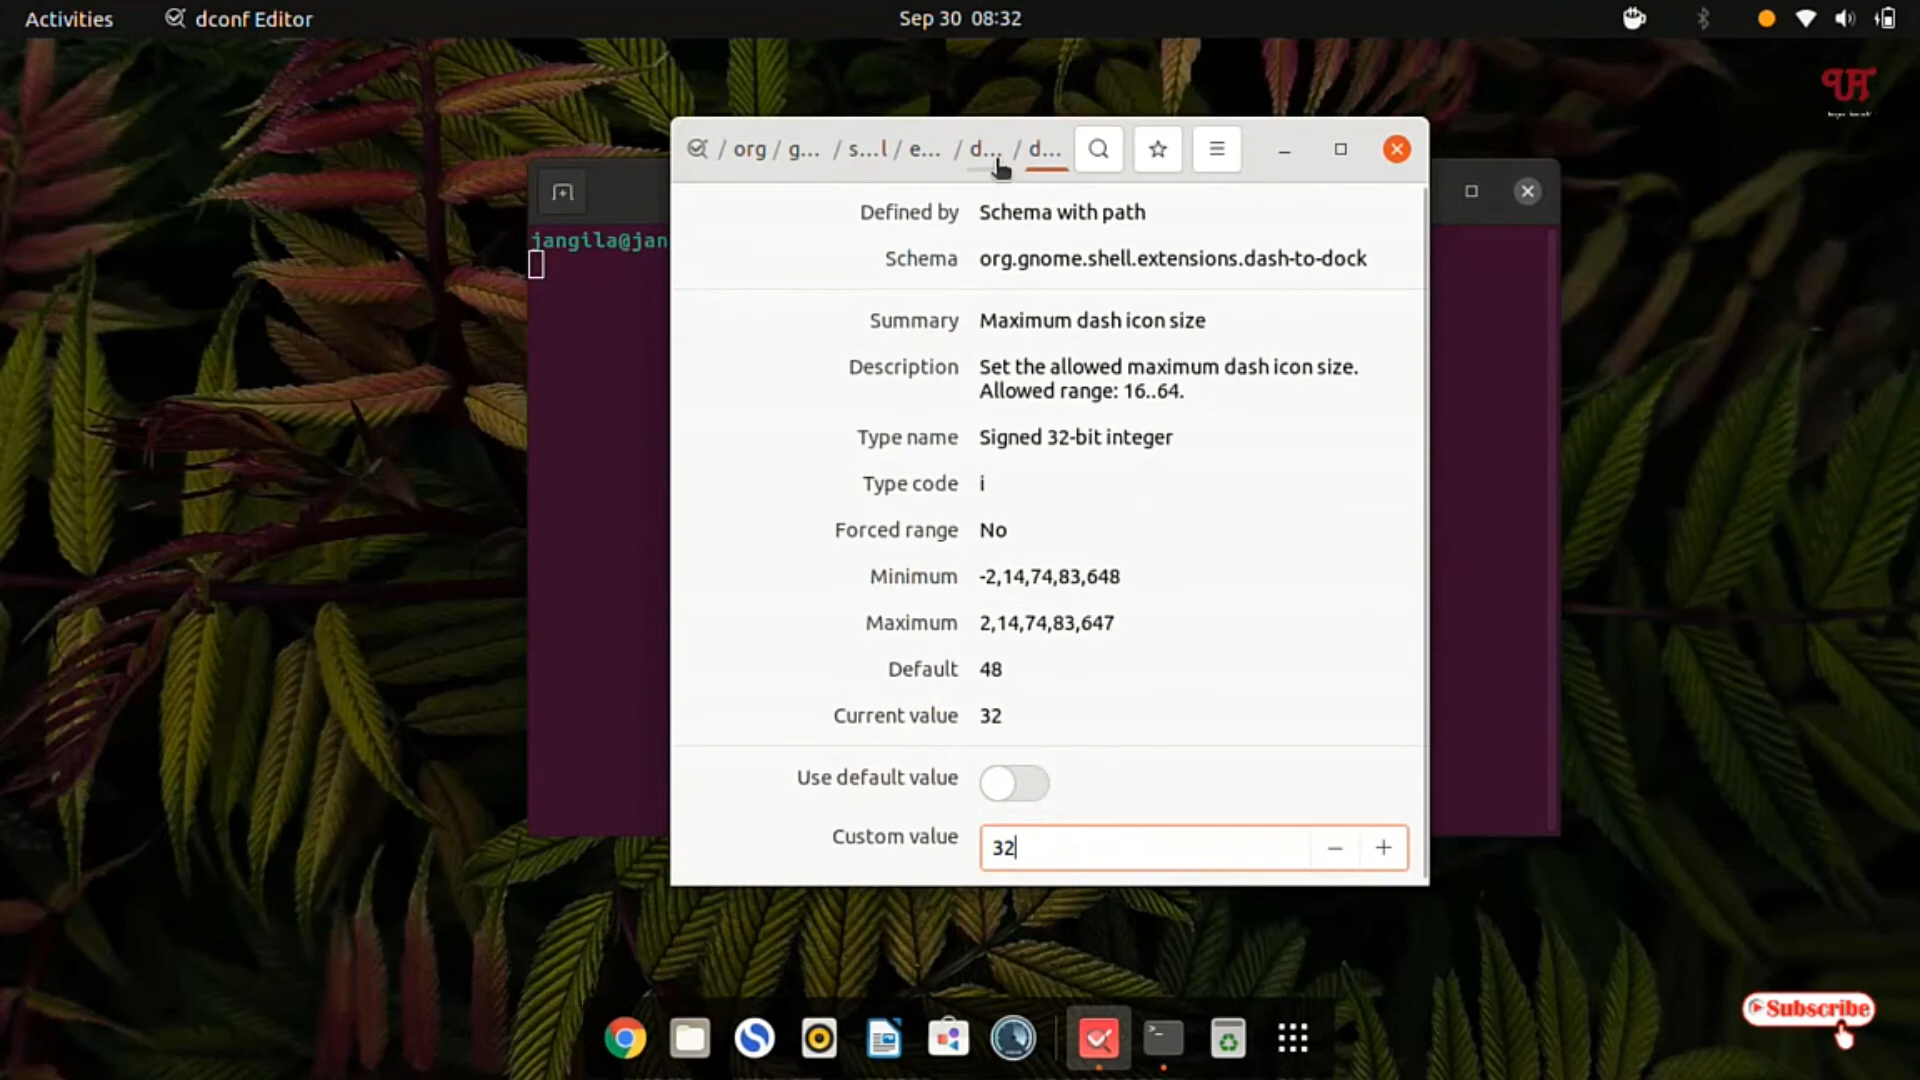 Activities
dconf Editor
Sep 30 08:32
/ org / g... / s...l / e... / d... / d...
jangila@jan
Defined by Schema with path
Schema org.gnome.shell.extensions.dash-to-dock
Summary Maximum dash icon size
Description Set the allowed maximum dash icon size.
Allowed range: 16..64.
Type name Signed 32-bit integer
Type code i
Forced range No
Minimum -2,14,74,83,648
Maximum 2,14,74,83,647
Default 48
Current value 32
Use default value
Custom value 32
Subscribe